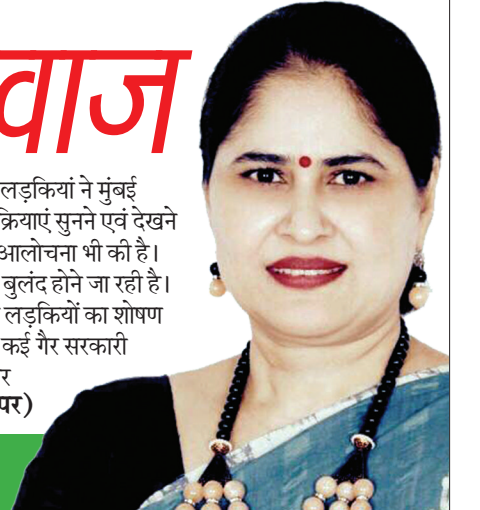 वाज
लड़कियां ने मुंबई
क्रियाएं सुनने एवं देखने
आलोचना भी की है।
बुलंद होने जा रही है।
लड़कियों का शोषण
कई गैर सरकारी
र
पर)